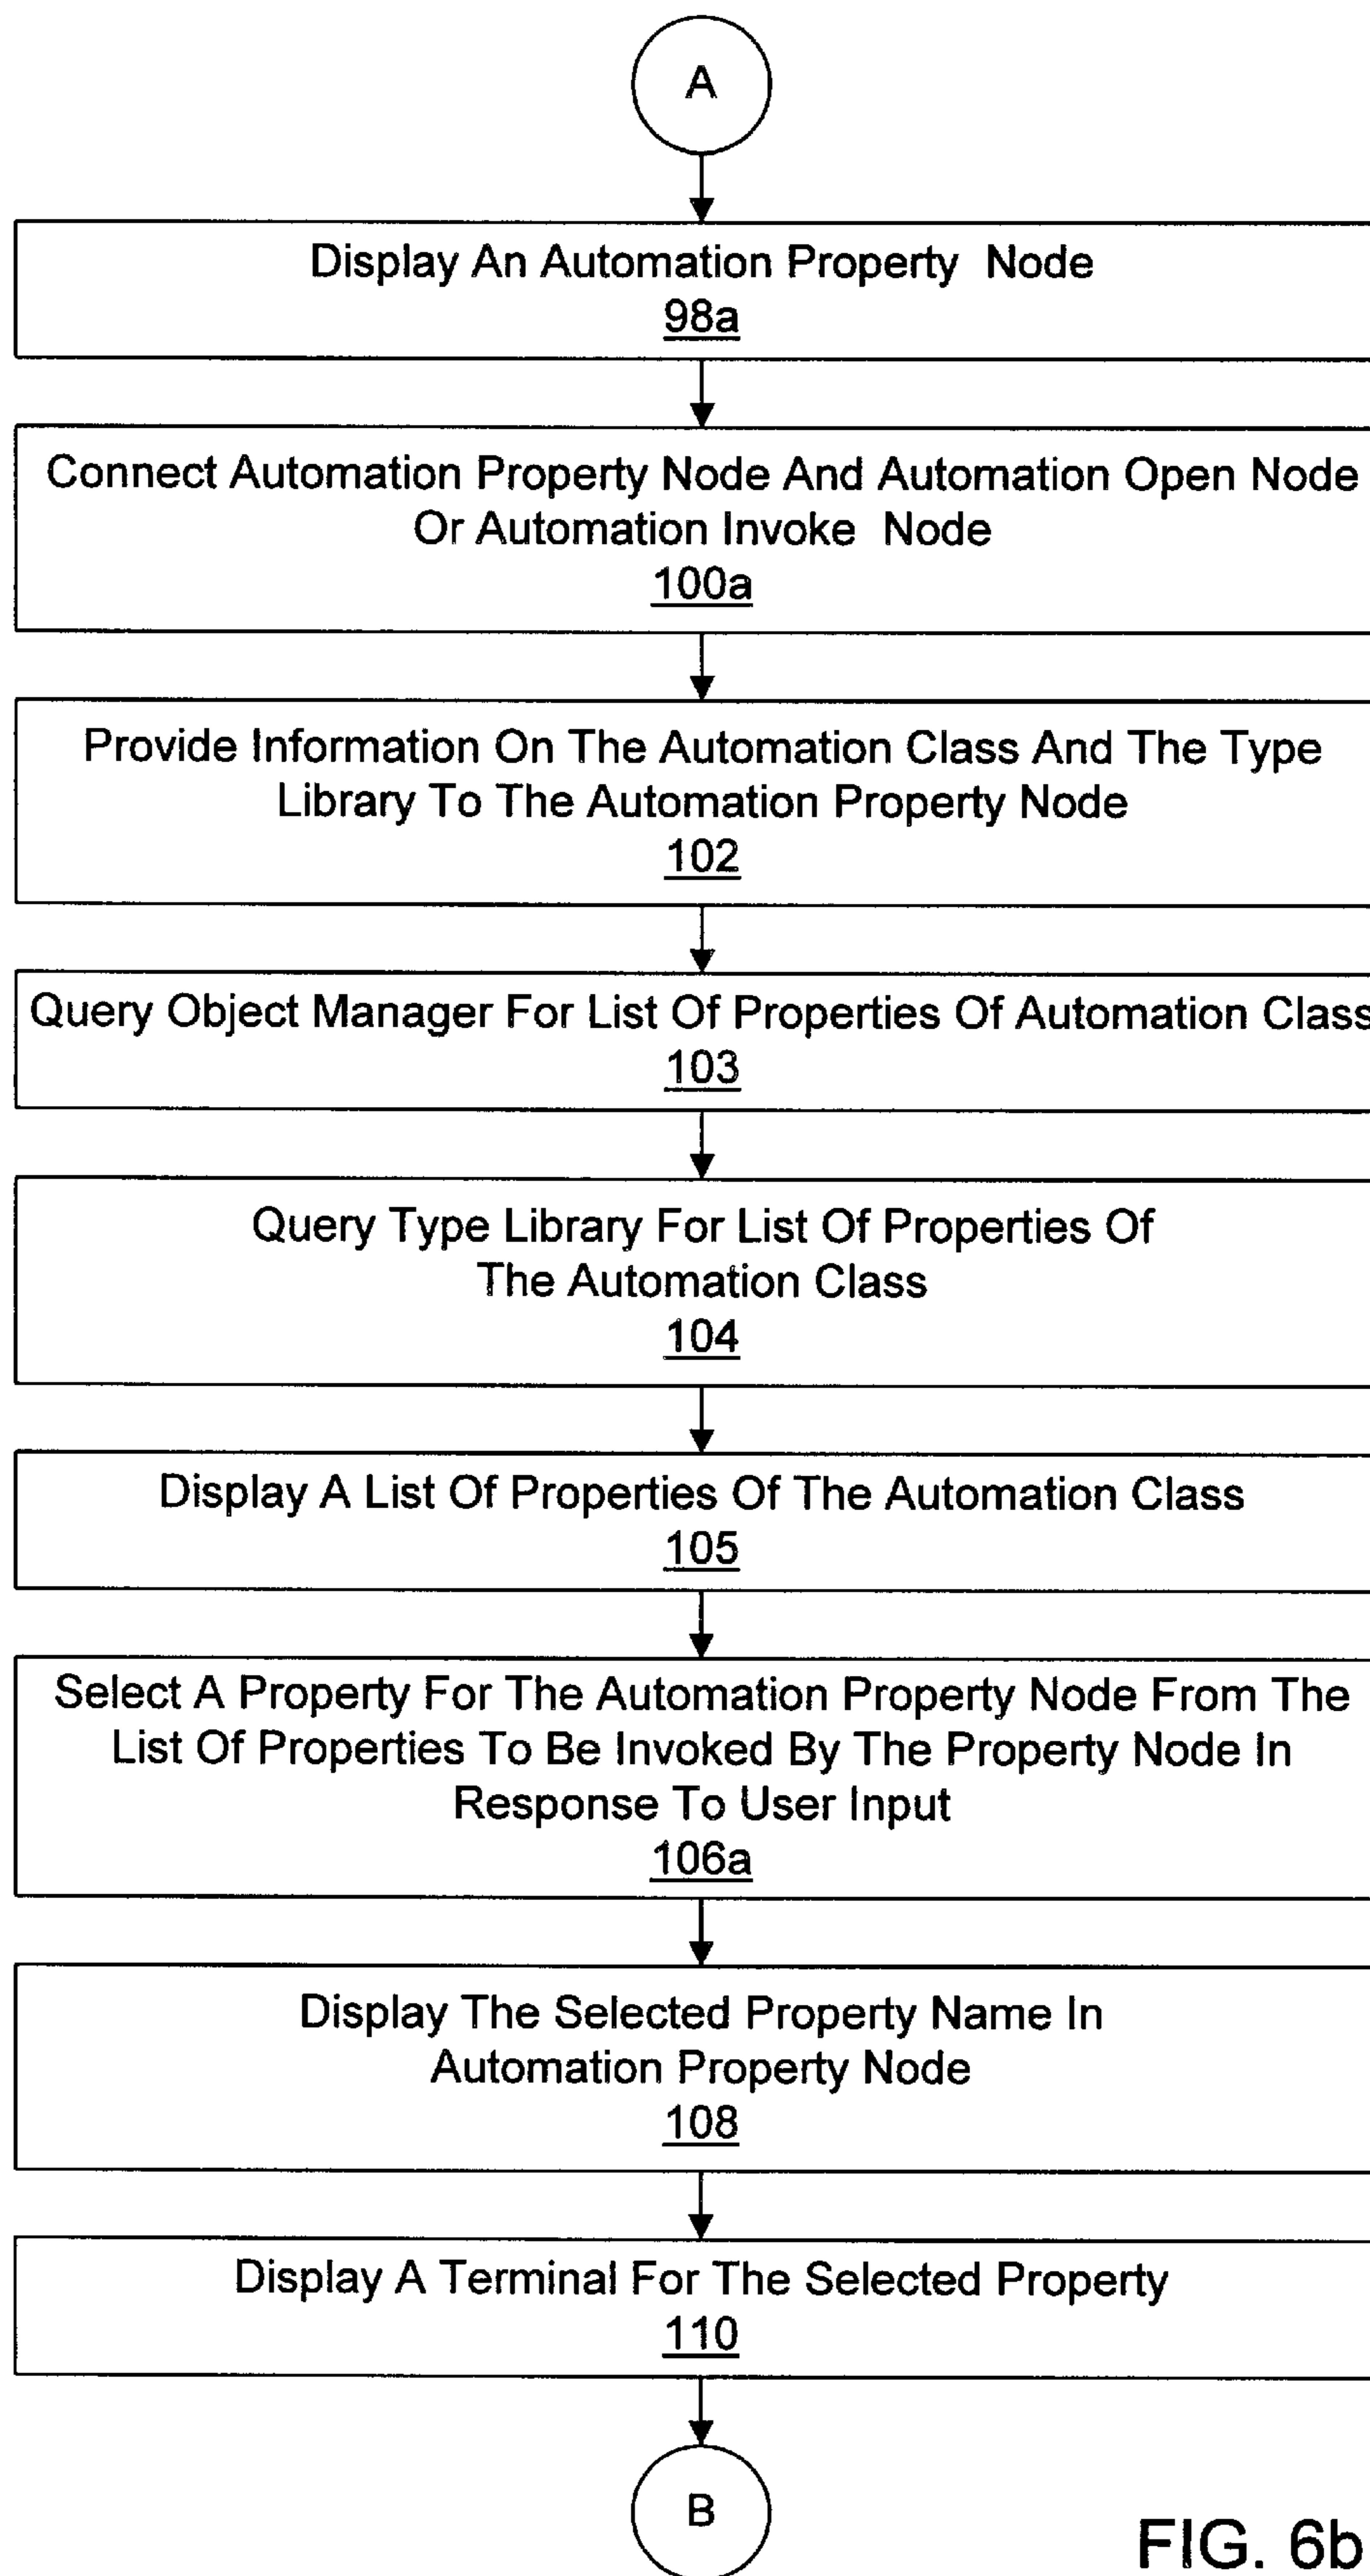 A
Display An Automation Property Node
98a
Connect Automation Property Node And Automation Open Node
Or Automation Invoke Node
100a
Provide Information On The Automation Class And The Type
Library To The Automation Property Node
102
Query Object Manager For List Of Properties Of Automation Class
103
Query Type Library For List Of Properties Of
The Automation Class
104
Display A List Of Properties Of The Automation Class
105
Select A Property For The Automation Property Node From The
List Of Properties To Be Invoked By The Property Node In
Response To User Input
106a
Display The Selected Property Name In
Automation Property Node
108
Display A Terminal For The Selected Property
110
B
FIG. 6b